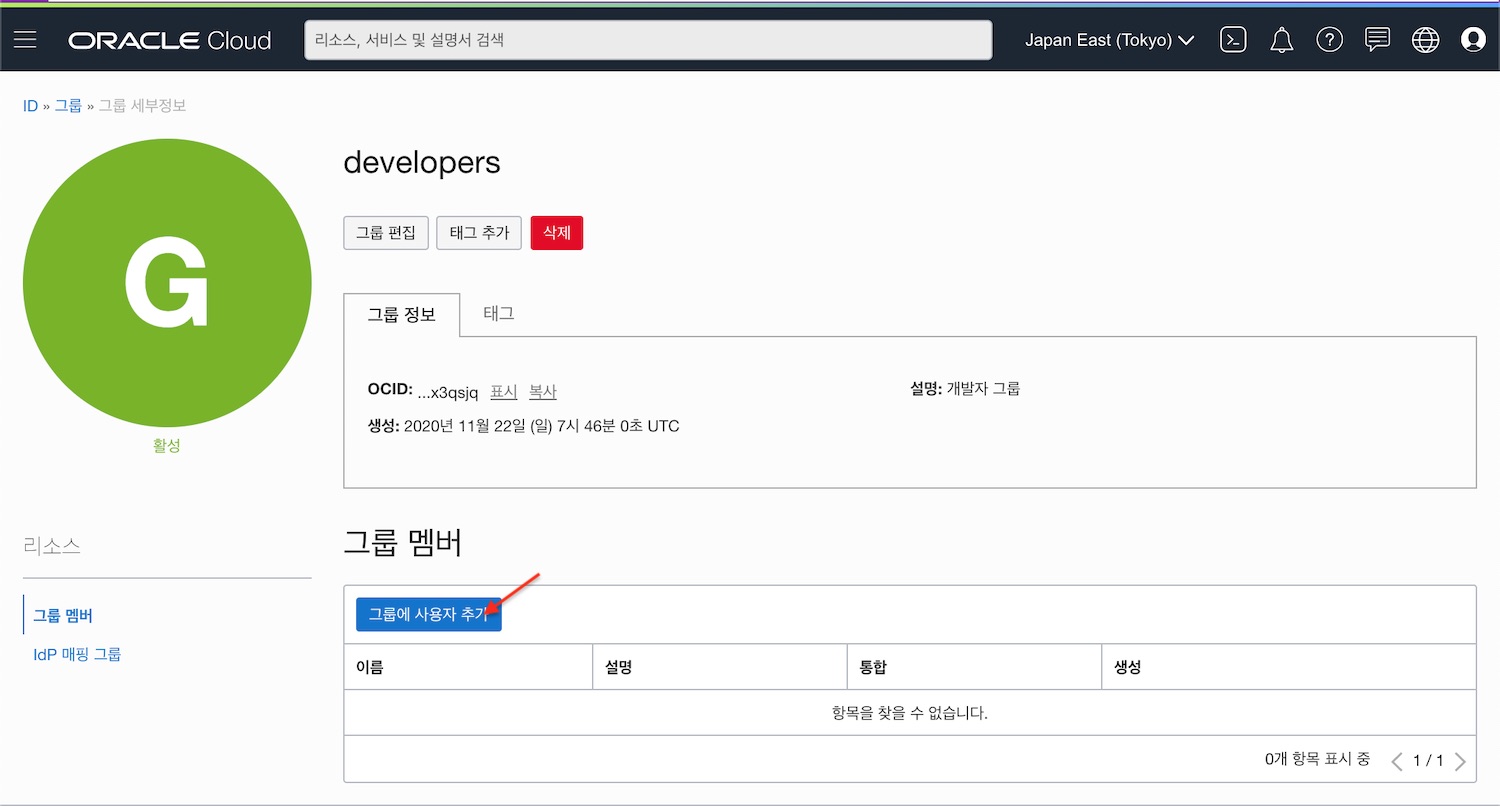 ORACLE Cloud 리소스, 서비스 및 설명서 검색 Japan East (Tokyo)
ID » 그룹 » 그룹 세부정보
G
활성
developers
그룹 편집 태그 추가 삭제
그룹 정보 태그
OCID: ...x3qsjq 표시 복사 설명: 개발자 그룹
생성: 2020년 11월 22일 (일) 7시 46분 0초 UTC
리소스
그룹 멤버
IdP 매핑 그룹
그룹 멤버
그룹에 사용자 추가
이름 설명 통합 생성
항목을 찾을 수 없습니다.
0개 항목 표시 중 1 / 1